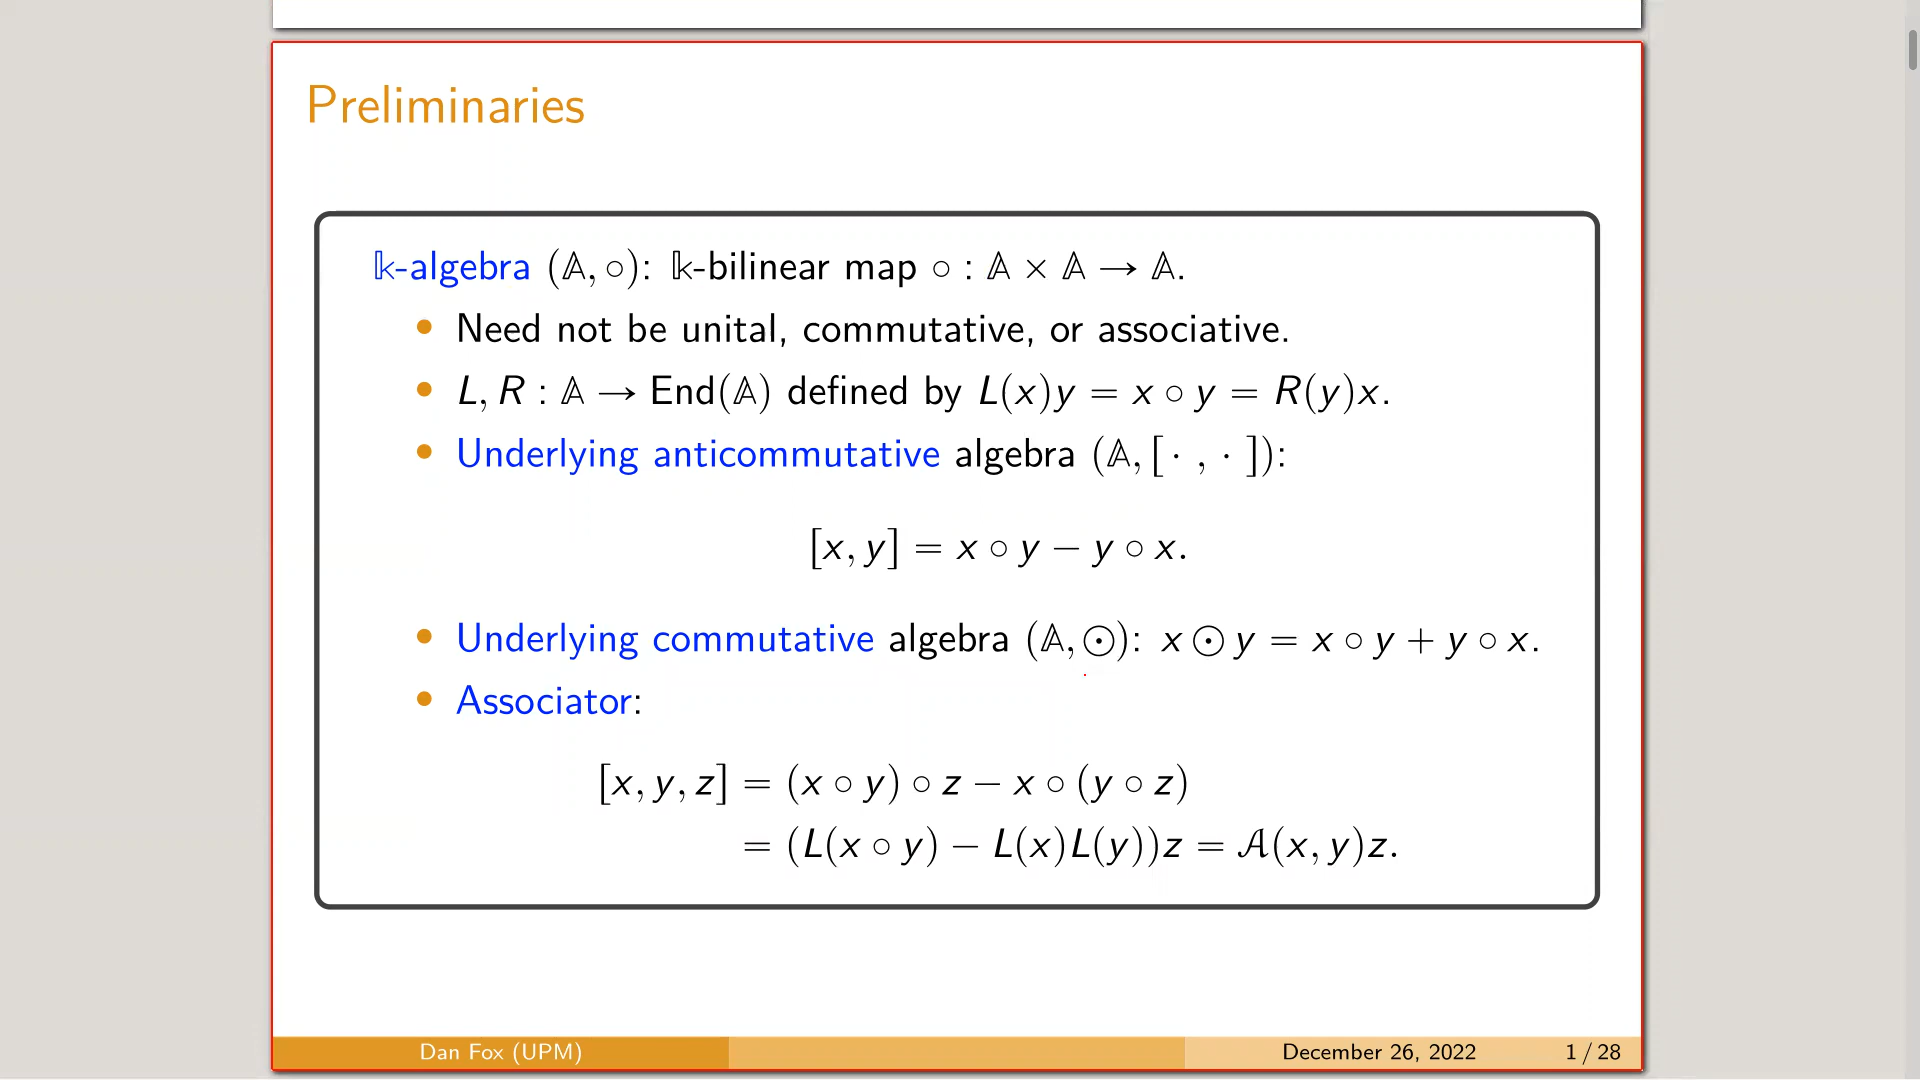 Preliminaries
𝕜-algebra (𝔸, ∘): 𝕜-bilinear map ∘ : 𝔸 × 𝔸 → 𝔸.
• Need not be unital, commutative, or associative.
• L, R : 𝔸 → End(𝔸) defined by L(x)y = x ∘ y = R(y)x.
• Underlying anticommutative algebra (𝔸, [ · , · ]):
[x, y] = x ∘ y − y ∘ x.
• Underlying commutative algebra (𝔸, ⊙): x ⊙ y = x ∘ y + y ∘ x.
• Associator:
[x, y, z] = (x ∘ y) ∘ z − x ∘ (y ∘ z)
= (L(x ∘ y) − L(x)L(y))z = 𝒜(x, y)z.
Dan Fox (UPM) December 26, 2022 1 / 28